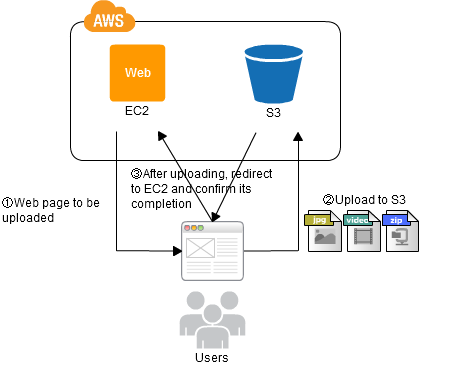 AWS
Web
EC2
S3
③After uploading, redirect
to EC2 and confirm its
completion
①Web page to be
uploaded
②Upload to S3
jpg
video
zip
Users